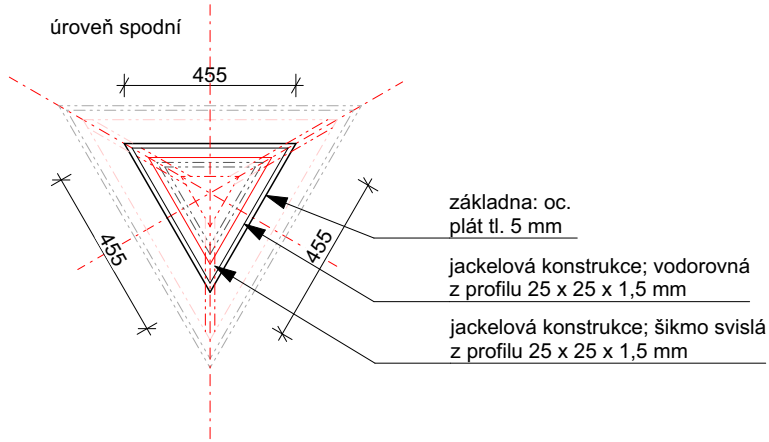 úroveň spodní
455
455
455
základna: oc.
plát tl. 5 mm
jackelová konstrukce; vodorovná
z profilu 25 x 25 x 1,5 mm
jackelová konstrukce; šikmo svislá
z profilu 25 x 25 x 1,5 mm